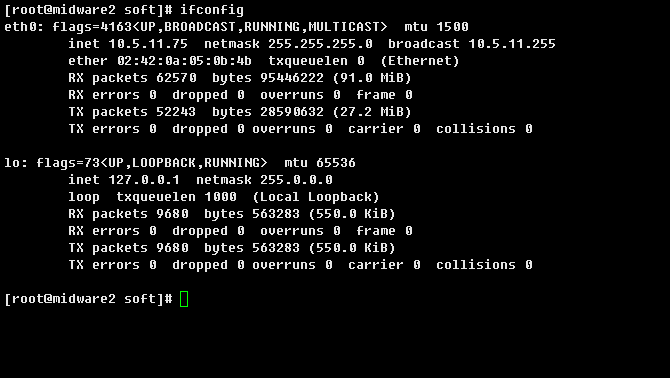 [root@midware2 soft]# ifconfig
eth0: flags=4163<UP,BROADCAST,RUNNING,MULTICAST>  mtu 1500
        inet 10.5.11.75  netmask 255.255.255.0  broadcast 10.5.11.255
        ether 02:42:0a:05:0b:4b  txqueuelen 0  (Ethernet)
        RX packets 62570  bytes 95446222 (91.0 MiB)
        RX errors 0  dropped 0  overruns 0  frame 0
        TX packets 52243  bytes 28590632 (27.2 MiB)
        TX errors 0  dropped 0 overruns 0  carrier 0  collisions 0
lo: flags=73<UP,LOOPBACK,RUNNING>  mtu 65536
        inet 127.0.0.1  netmask 255.0.0.0
        loop  txqueuelen 1000  (Local Loopback)
        RX packets 9680  bytes 563283 (550.0 KiB)
        RX errors 0  dropped 0  overruns 0  frame 0
        TX packets 9680  bytes 563283 (550.0 KiB)
        TX errors 0  dropped 0 overruns 0  carrier 0  collisions 0
[root@midware2 soft]#